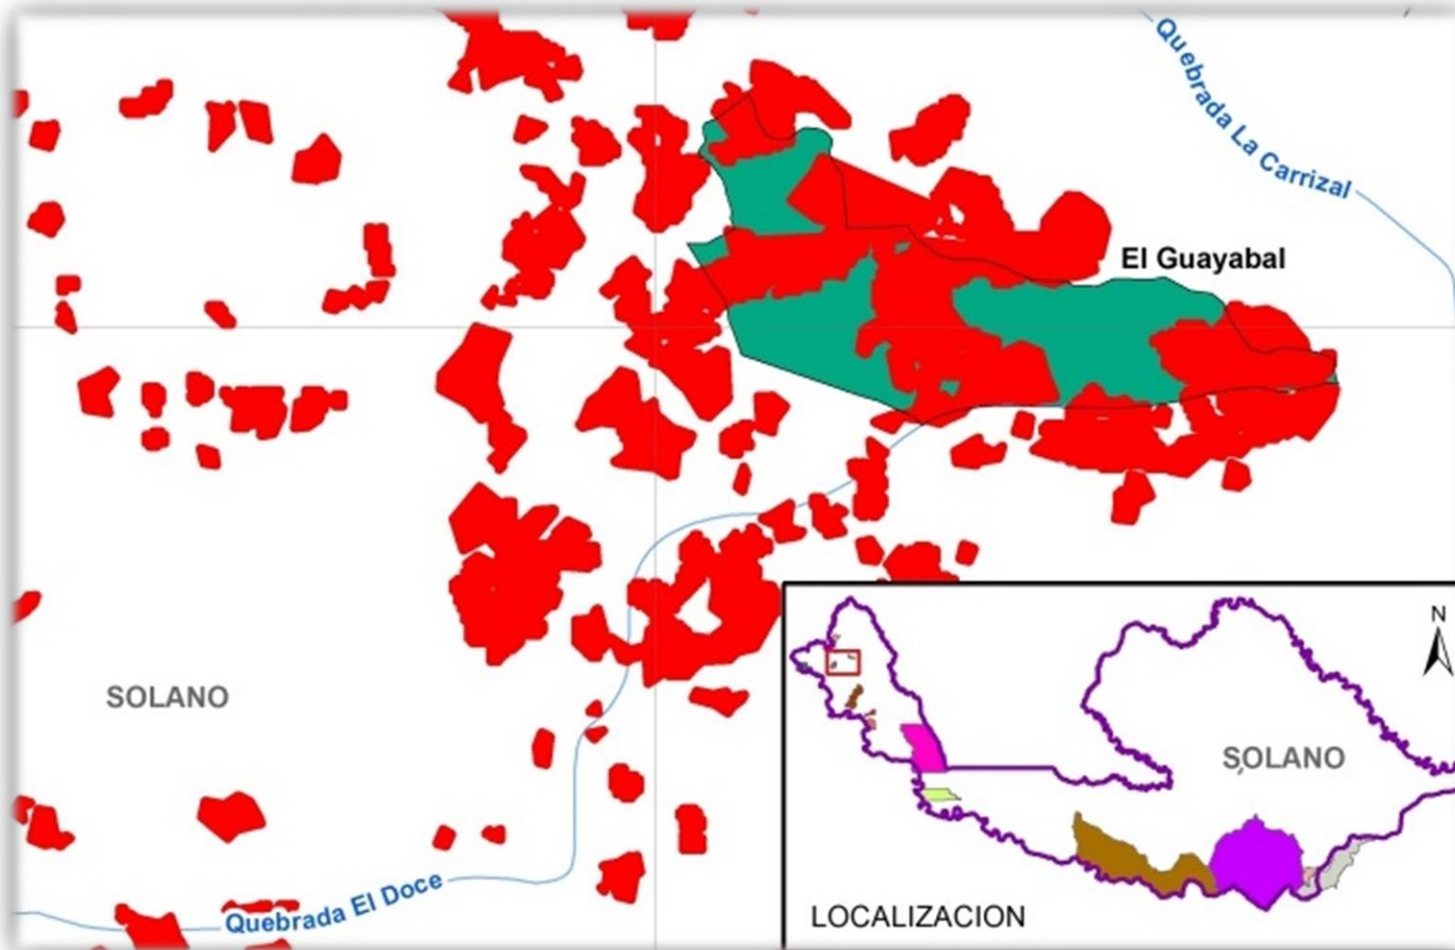 Quebrada La Carrizal
El Guayabal
SOLANO
Quebrada El Doce
N
SOLANO
LOCALIZACION